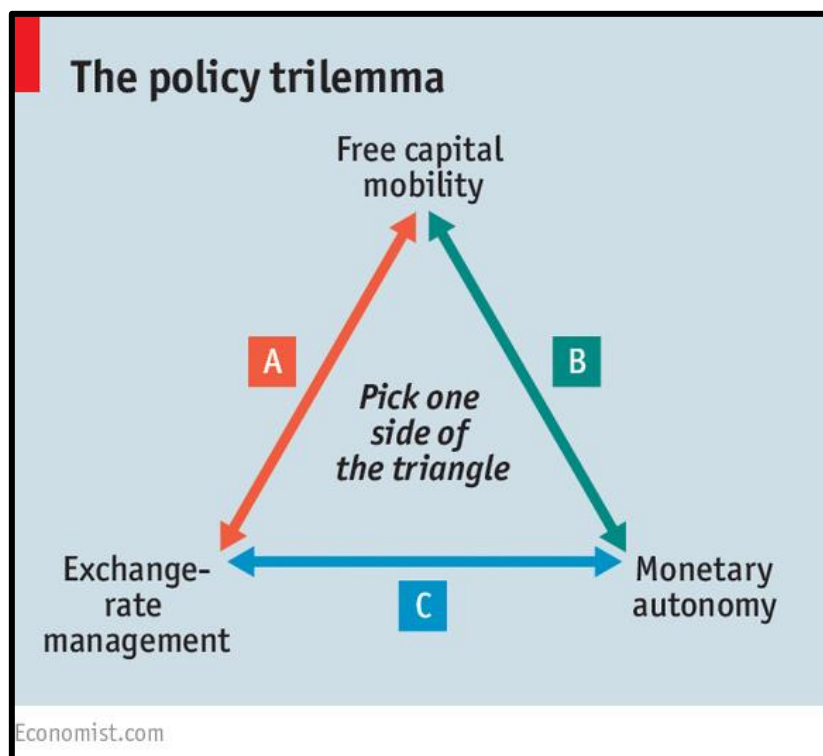 The policy trilemma
Free capital
mobility
A
B
Pick one
side of
the triangle
Exchange-
rate
management
C
Monetary
autonomy
Economist.com